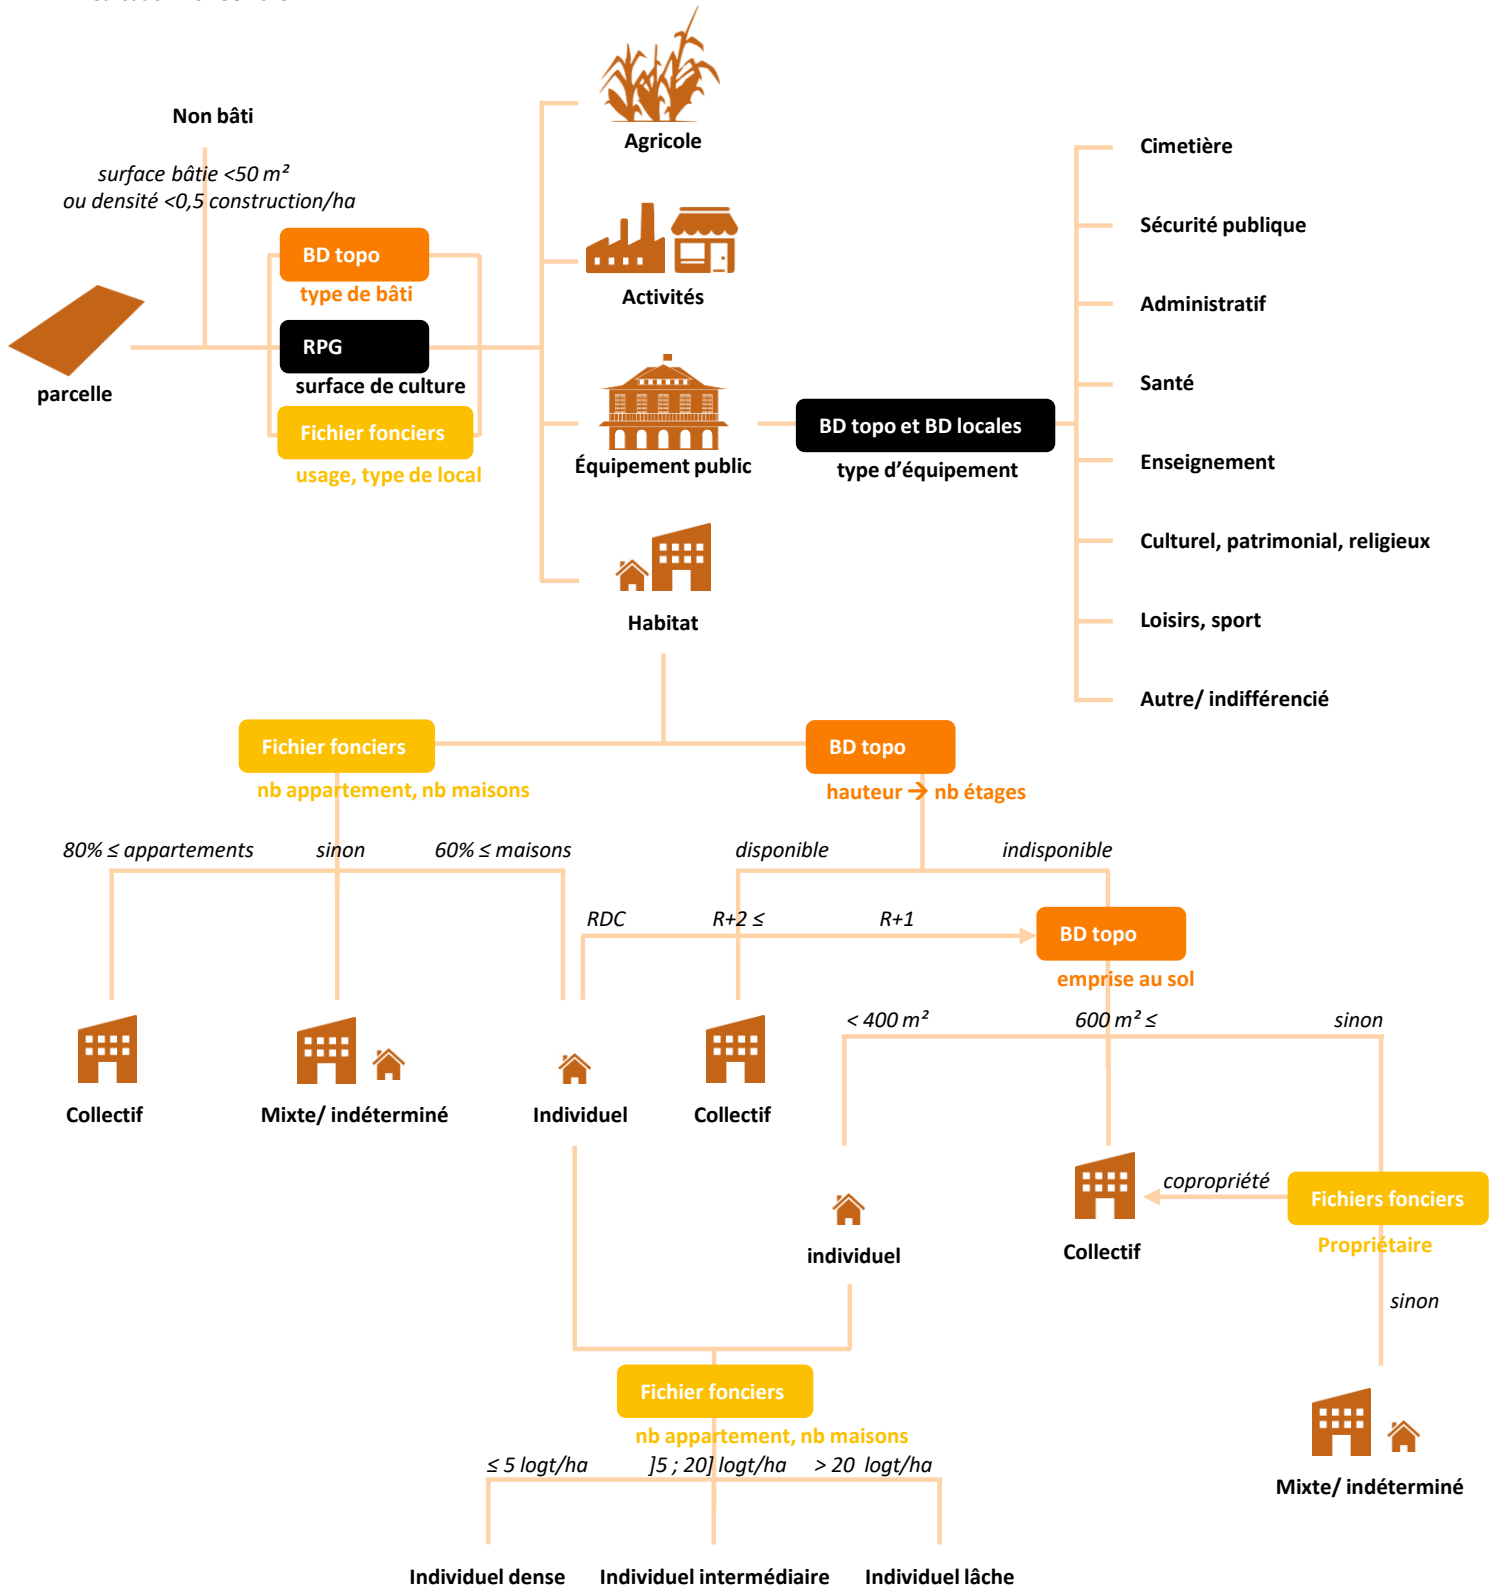 Non bâti
surface bâtie <50 m²
ou densité <0,5 construction/ha
parcelle
BD topo
type de bâti
RPG
surface de culture
Fichier fonciers
usage, type de local
Agricole
Activités
Équipement public
Habitat
BD topo et BD locales
type d'équipement
Cimetière
Sécurité publique
Administratif
Santé
Enseignement
Culturel, patrimonial, religieux
Loisirs, sport
Autre/ indifférencié
Fichier fonciers
nb appartement, nb maisons
BD topo
hauteur → nb étages
80% ≤ appartements
sinon
60% ≤ maisons
disponible
indisponible
RDC
R+2 ≤
R+1
BD topo
emprise au sol
< 400 m²
600 m² ≤
sinon
Collectif
Mixte/ indéterminé
Individuel
Collectif
individuel
Collectif
copropriété
Fichiers fonciers
Propriétaire
sinon
Mixte/ indéterminé
Fichier fonciers
nb appartement, nb maisons
≤ 5 logt/ha
]5 ; 20] logt/ha
> 20 logt/ha
Individuel dense
Individuel intermédiaire
Individuel lâche